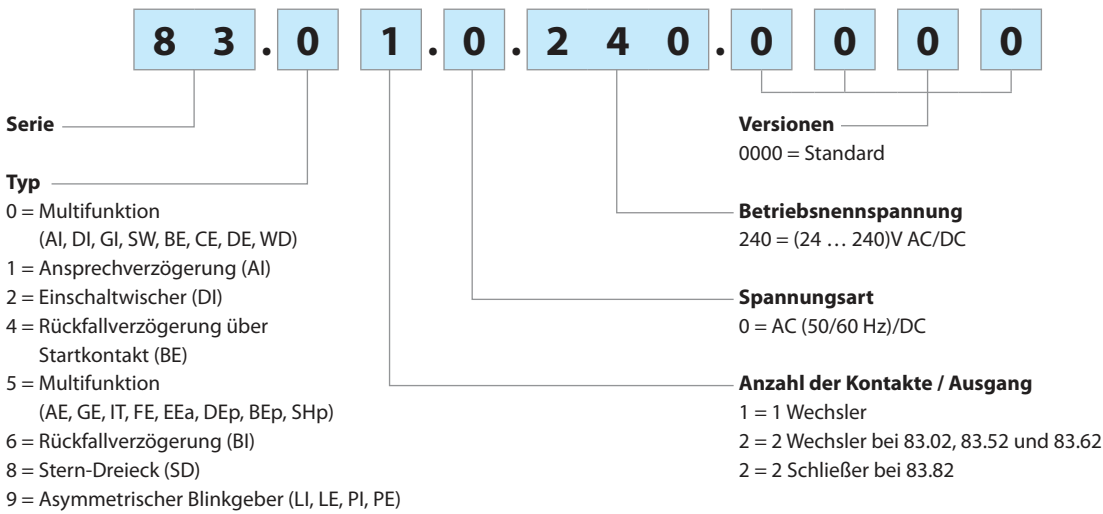 8 3 . 0 1 . 0 . 2 4 0 . 0 0 0 0
Serie
Typ
0 = Multifunktion
(AI, DI, GI, SW, BE, CE, DE, WD)
1 = Ansprechverzögerung (AI)
2 = Einschaltwischer (DI)
4 = Rückfallverzögerung über
Startkontakt (BE)
5 = Multifunktion
(AE, GE, IT, FE, EEa, DEp, BEp, SHp)
6 = Rückfallverzögerung (BI)
8 = Stern-Dreieck (SD)
9 = Asymmetrischer Blinkgeber (LI, LE, PI, PE)
Versionen
0000 = Standard
Betriebsnennspannung
240 = (24 … 240)V AC/DC
Spannungsart
0 = AC (50/60 Hz)/DC
Anzahl der Kontakte / Ausgang
1 = 1 Wechsler
2 = 2 Wechsler bei 83.02, 83.52 und 83.62
2 = 2 Schließer bei 83.82